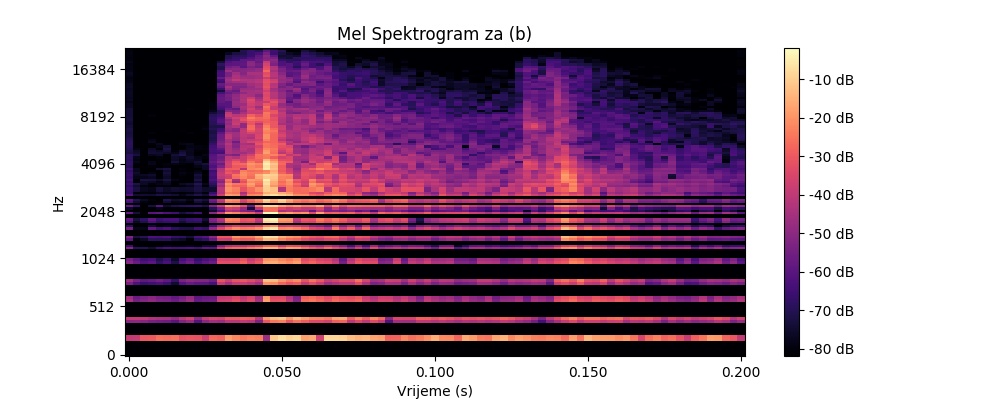 Mel Spektrogram za (b)
16384
8192
4096
2048
1024
512
0
Hz
0.000
0.050
0.100
0.150
0.200
Vrijeme (s)
-10 dB
-20 dB
-30 dB
-40 dB
-50 dB
-60 dB
-70 dB
-80 dB